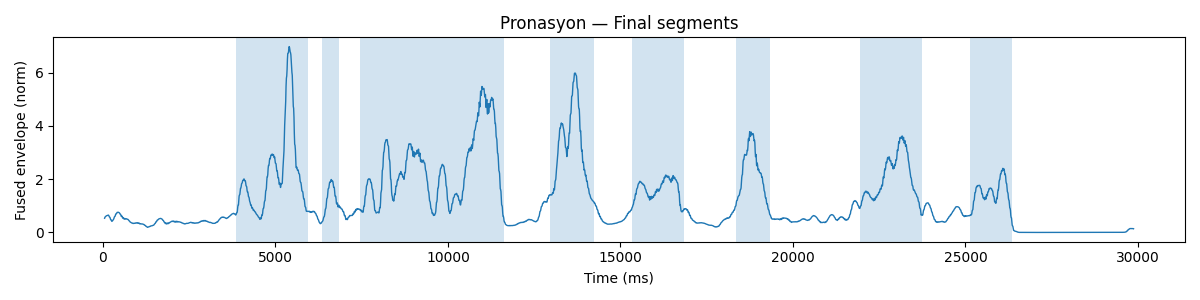 Pronasyon — Final segments
Fused envelope (norm)
6
4
2
0
0 5000 10000 15000 20000 25000 30000
Time (ms)